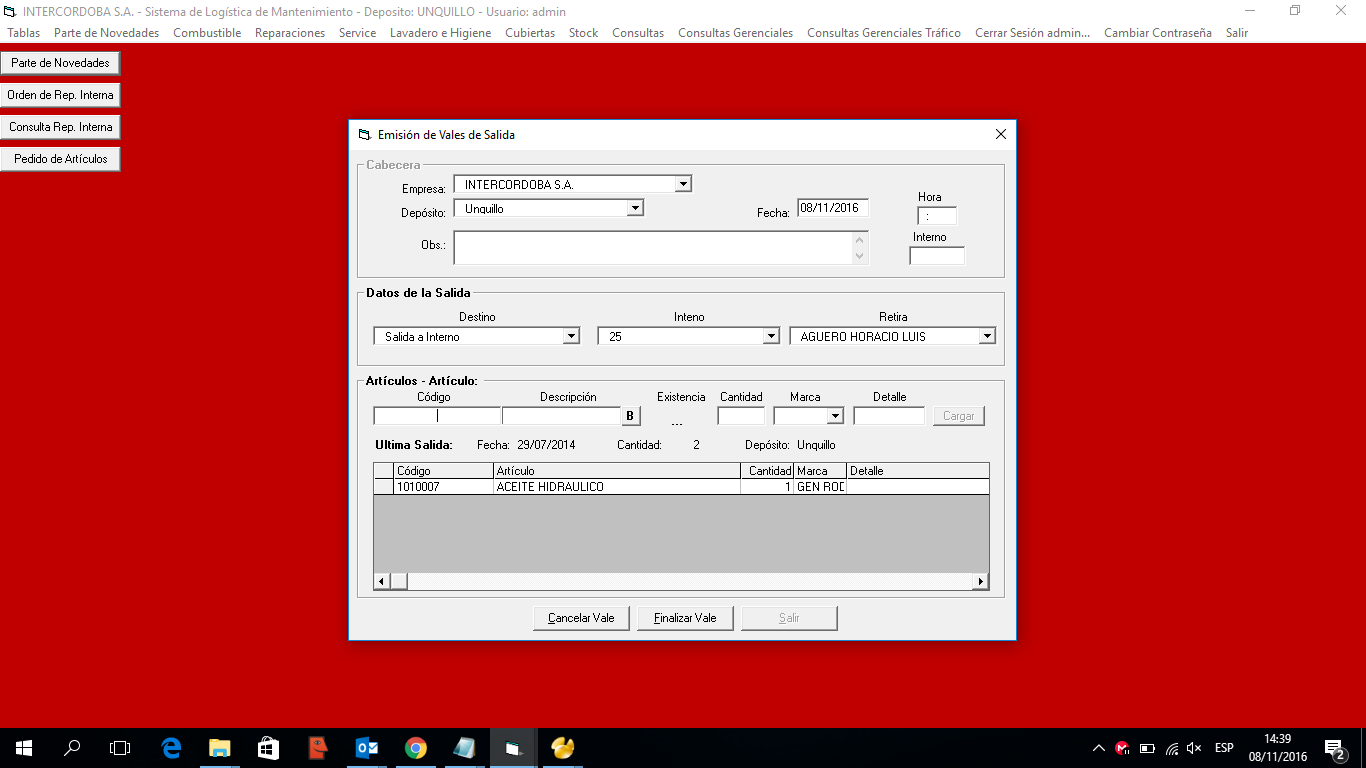 INTERCORDOBA S.A. - Sistema de Logística de Mantenimiento - Deposito: UNQUILLO - Usuario: admin
Tablas Parte de Novedades Combustible Reparaciones Service Lavadero e Higiene Cubiertas Stock Consultas Consultas Gerenciales Consultas Gerenciales Tráfico Cerrar Sesión admin... Cambiar Contraseña Salir
Parte de Novedades
Orden de Rep. Interna
Consulta Rep. Interna
Pedido de Artículos
Emisión de Vales de Salida
Cabecera
Empresa: INTERCORDOBA S.A.
Hora
Depósito: Unquillo Fecha: 08/11/2016 :
Obs.: Interno
Datos de la Salida
Destino Inteno Retira
Salida a Interno 25 AGUERO HORACIO LUIS
Artículos - Artículo:
Código Descripción Existencia Cantidad Marca Detalle
B ... Cargar
Ultima Salida: Fecha: 29/07/2014 Cantidad: 2 Depósito: Unquillo
Código Artículo Cantidad Marca Detalle
1010007 ACEITE HIDRAULICO 1 GEN ROD
Cancelar Vale Finalizar Vale Salir
ESP 14:39
08/11/2016 2